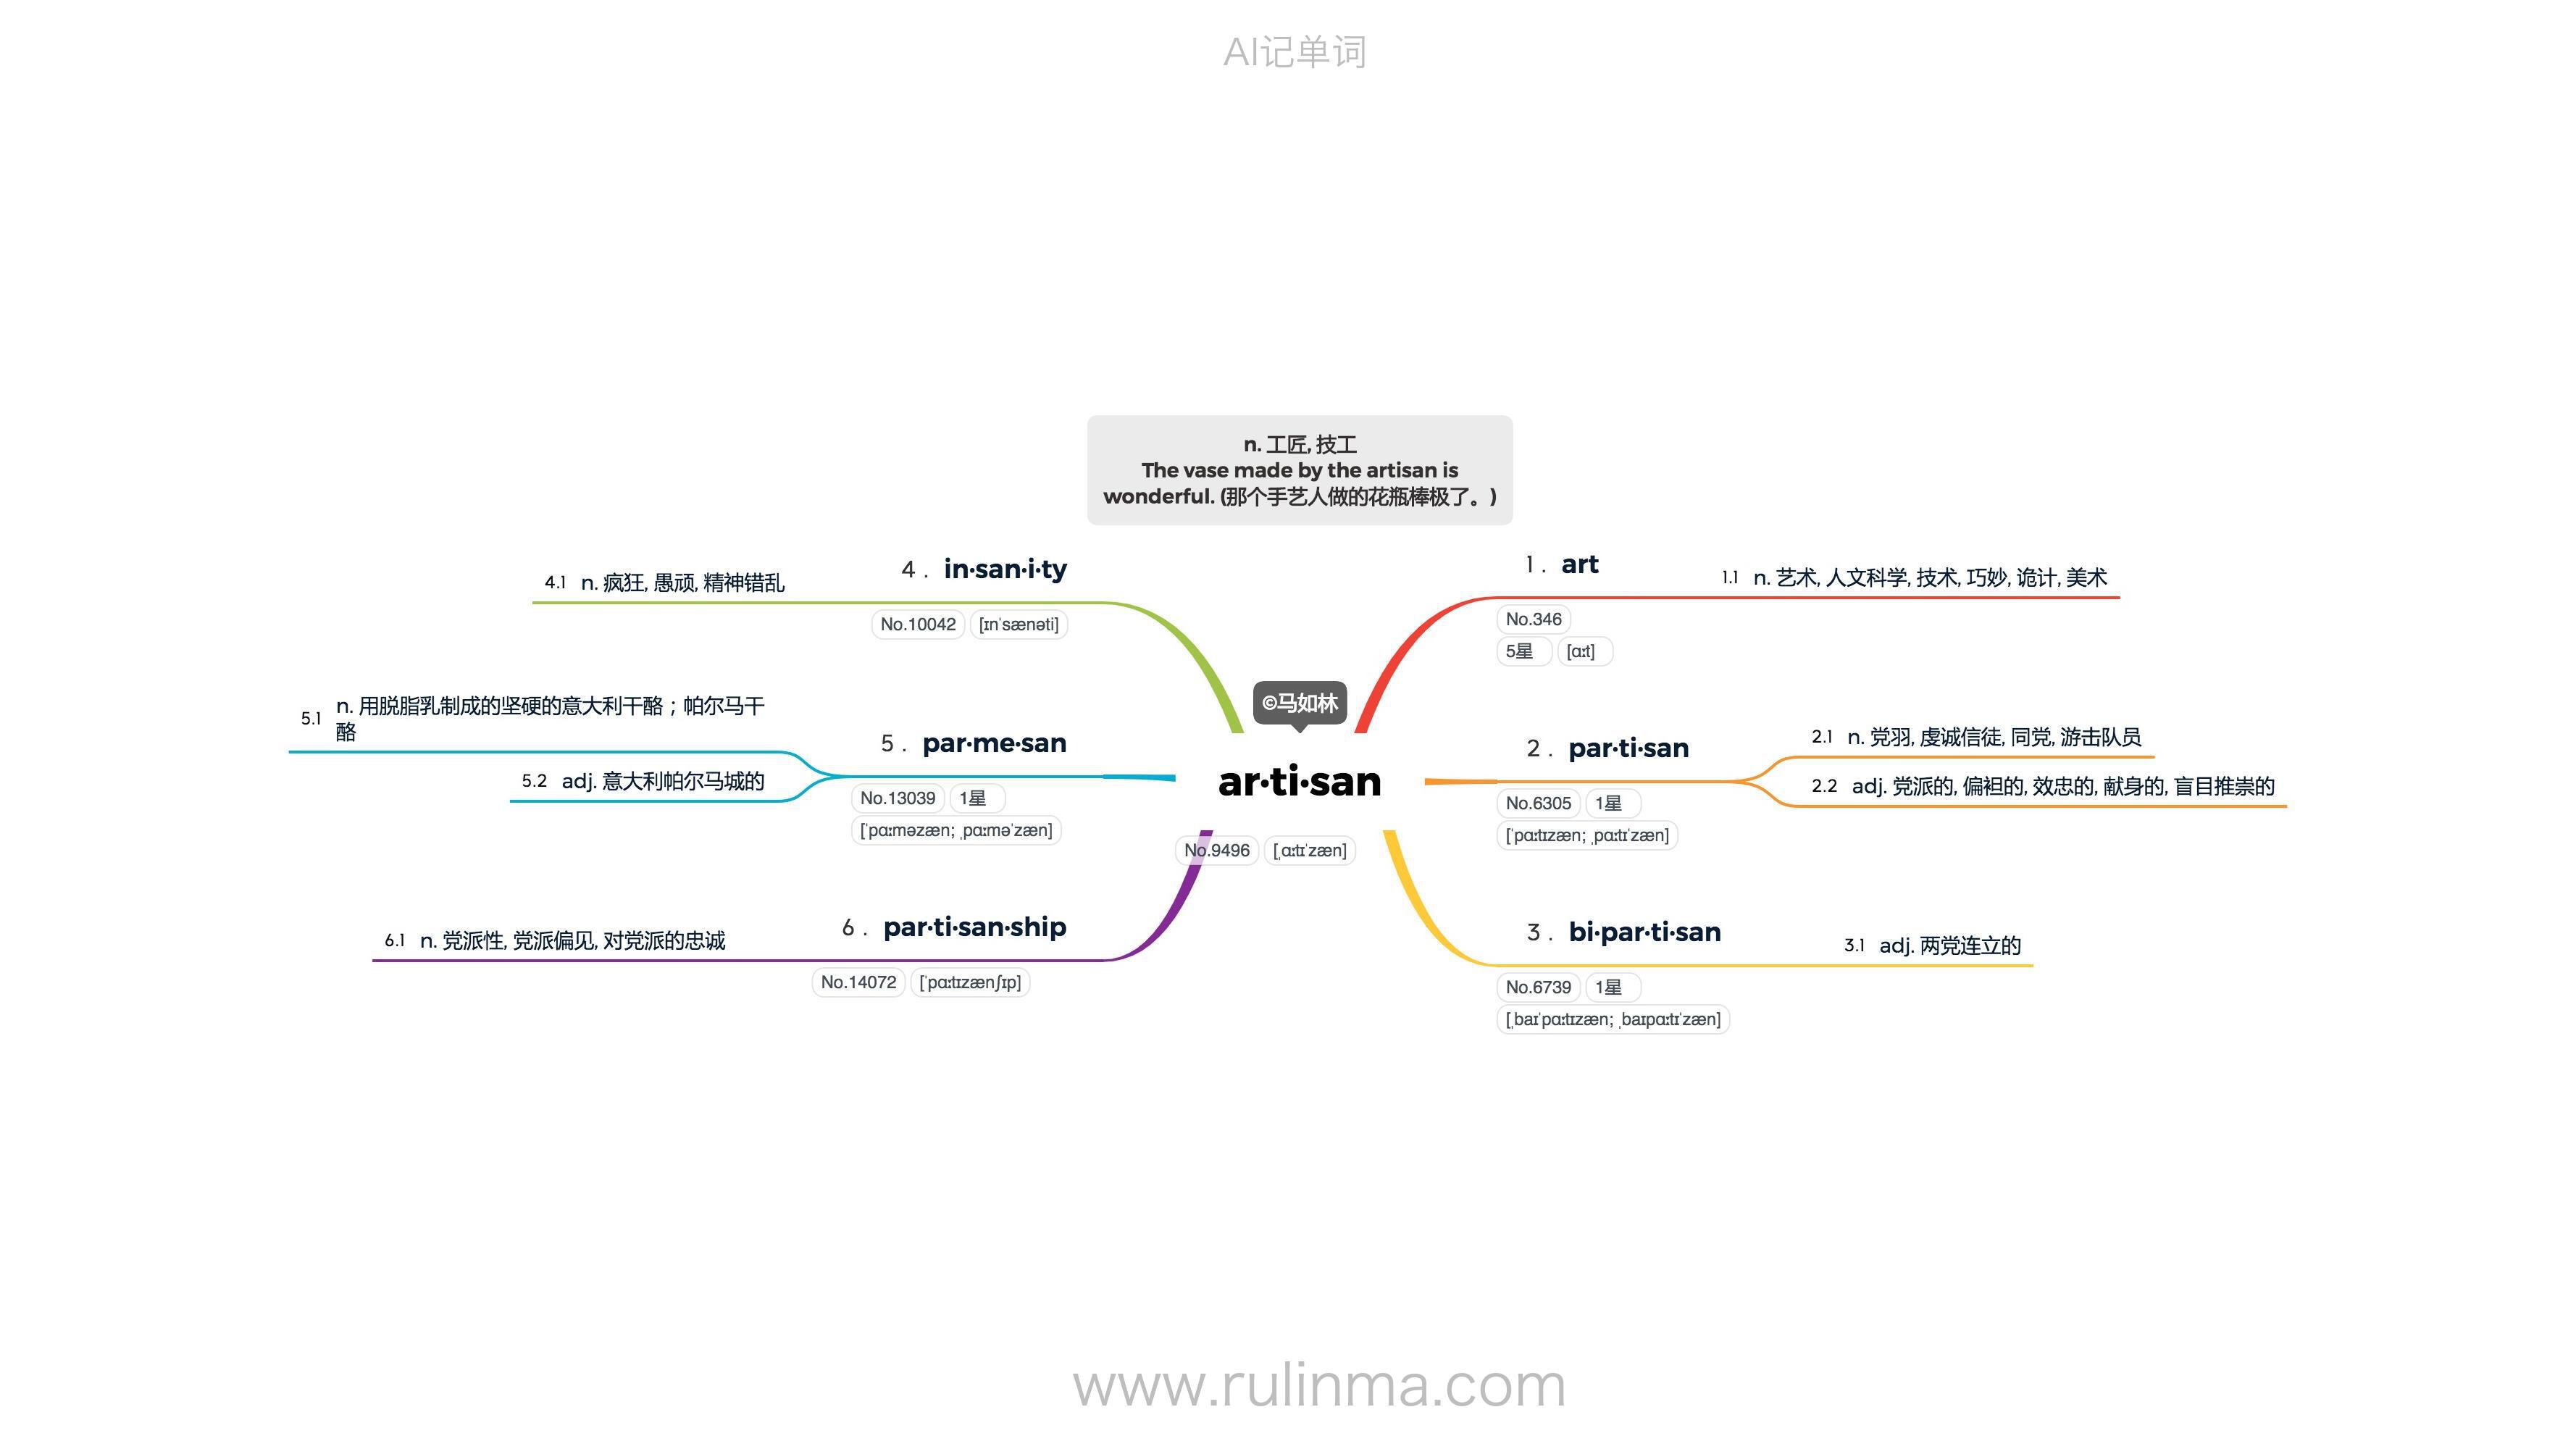 AI记单词
n. 工匠, 技工
The vase made by the artisan is
wonderful. (那个手艺人做的花瓶棒极了。)
©马如林
ar·ti·san
No.9496 [ˌɑːtɪˈzæn]
1. art
No.346
5星 [ɑːt]
1.1 n. 艺术, 人文科学, 技术, 巧妙, 诡计, 美术
2. par·ti·san
No.6305 1星
[ˈpɑːtɪzæn; ˌpɑːtɪˈzæn]
2.1 n. 党羽, 虔诚信徒, 同党, 游击队员
2.2 adj. 党派的, 偏袒的, 效忠的, 献身的, 盲目推崇的
3. bi·par·ti·san
No.6739 1星
[ˌbaɪˈpɑːtɪzæn; ˌbaɪpɑːtɪˈzæn]
3.1 adj. 两党连立的
4. in·san·i·ty
No.10042 [ɪnˈsænəti]
4.1 n. 疯狂, 愚顽, 精神错乱
5. par·me·san
No.13039 1星
[ˈpɑːməzæn; ˌpɑːməˈzæn]
5.1 n. 用脱脂乳制成的坚硬的意大利干酪；帕尔马干
酪
5.2 adj. 意大利帕尔马城的
6. par·ti·san·ship
No.14072 [ˈpɑːtɪzænʃɪp]
6.1 n. 党派性, 党派偏见, 对党派的忠诚
www.rulinma.com